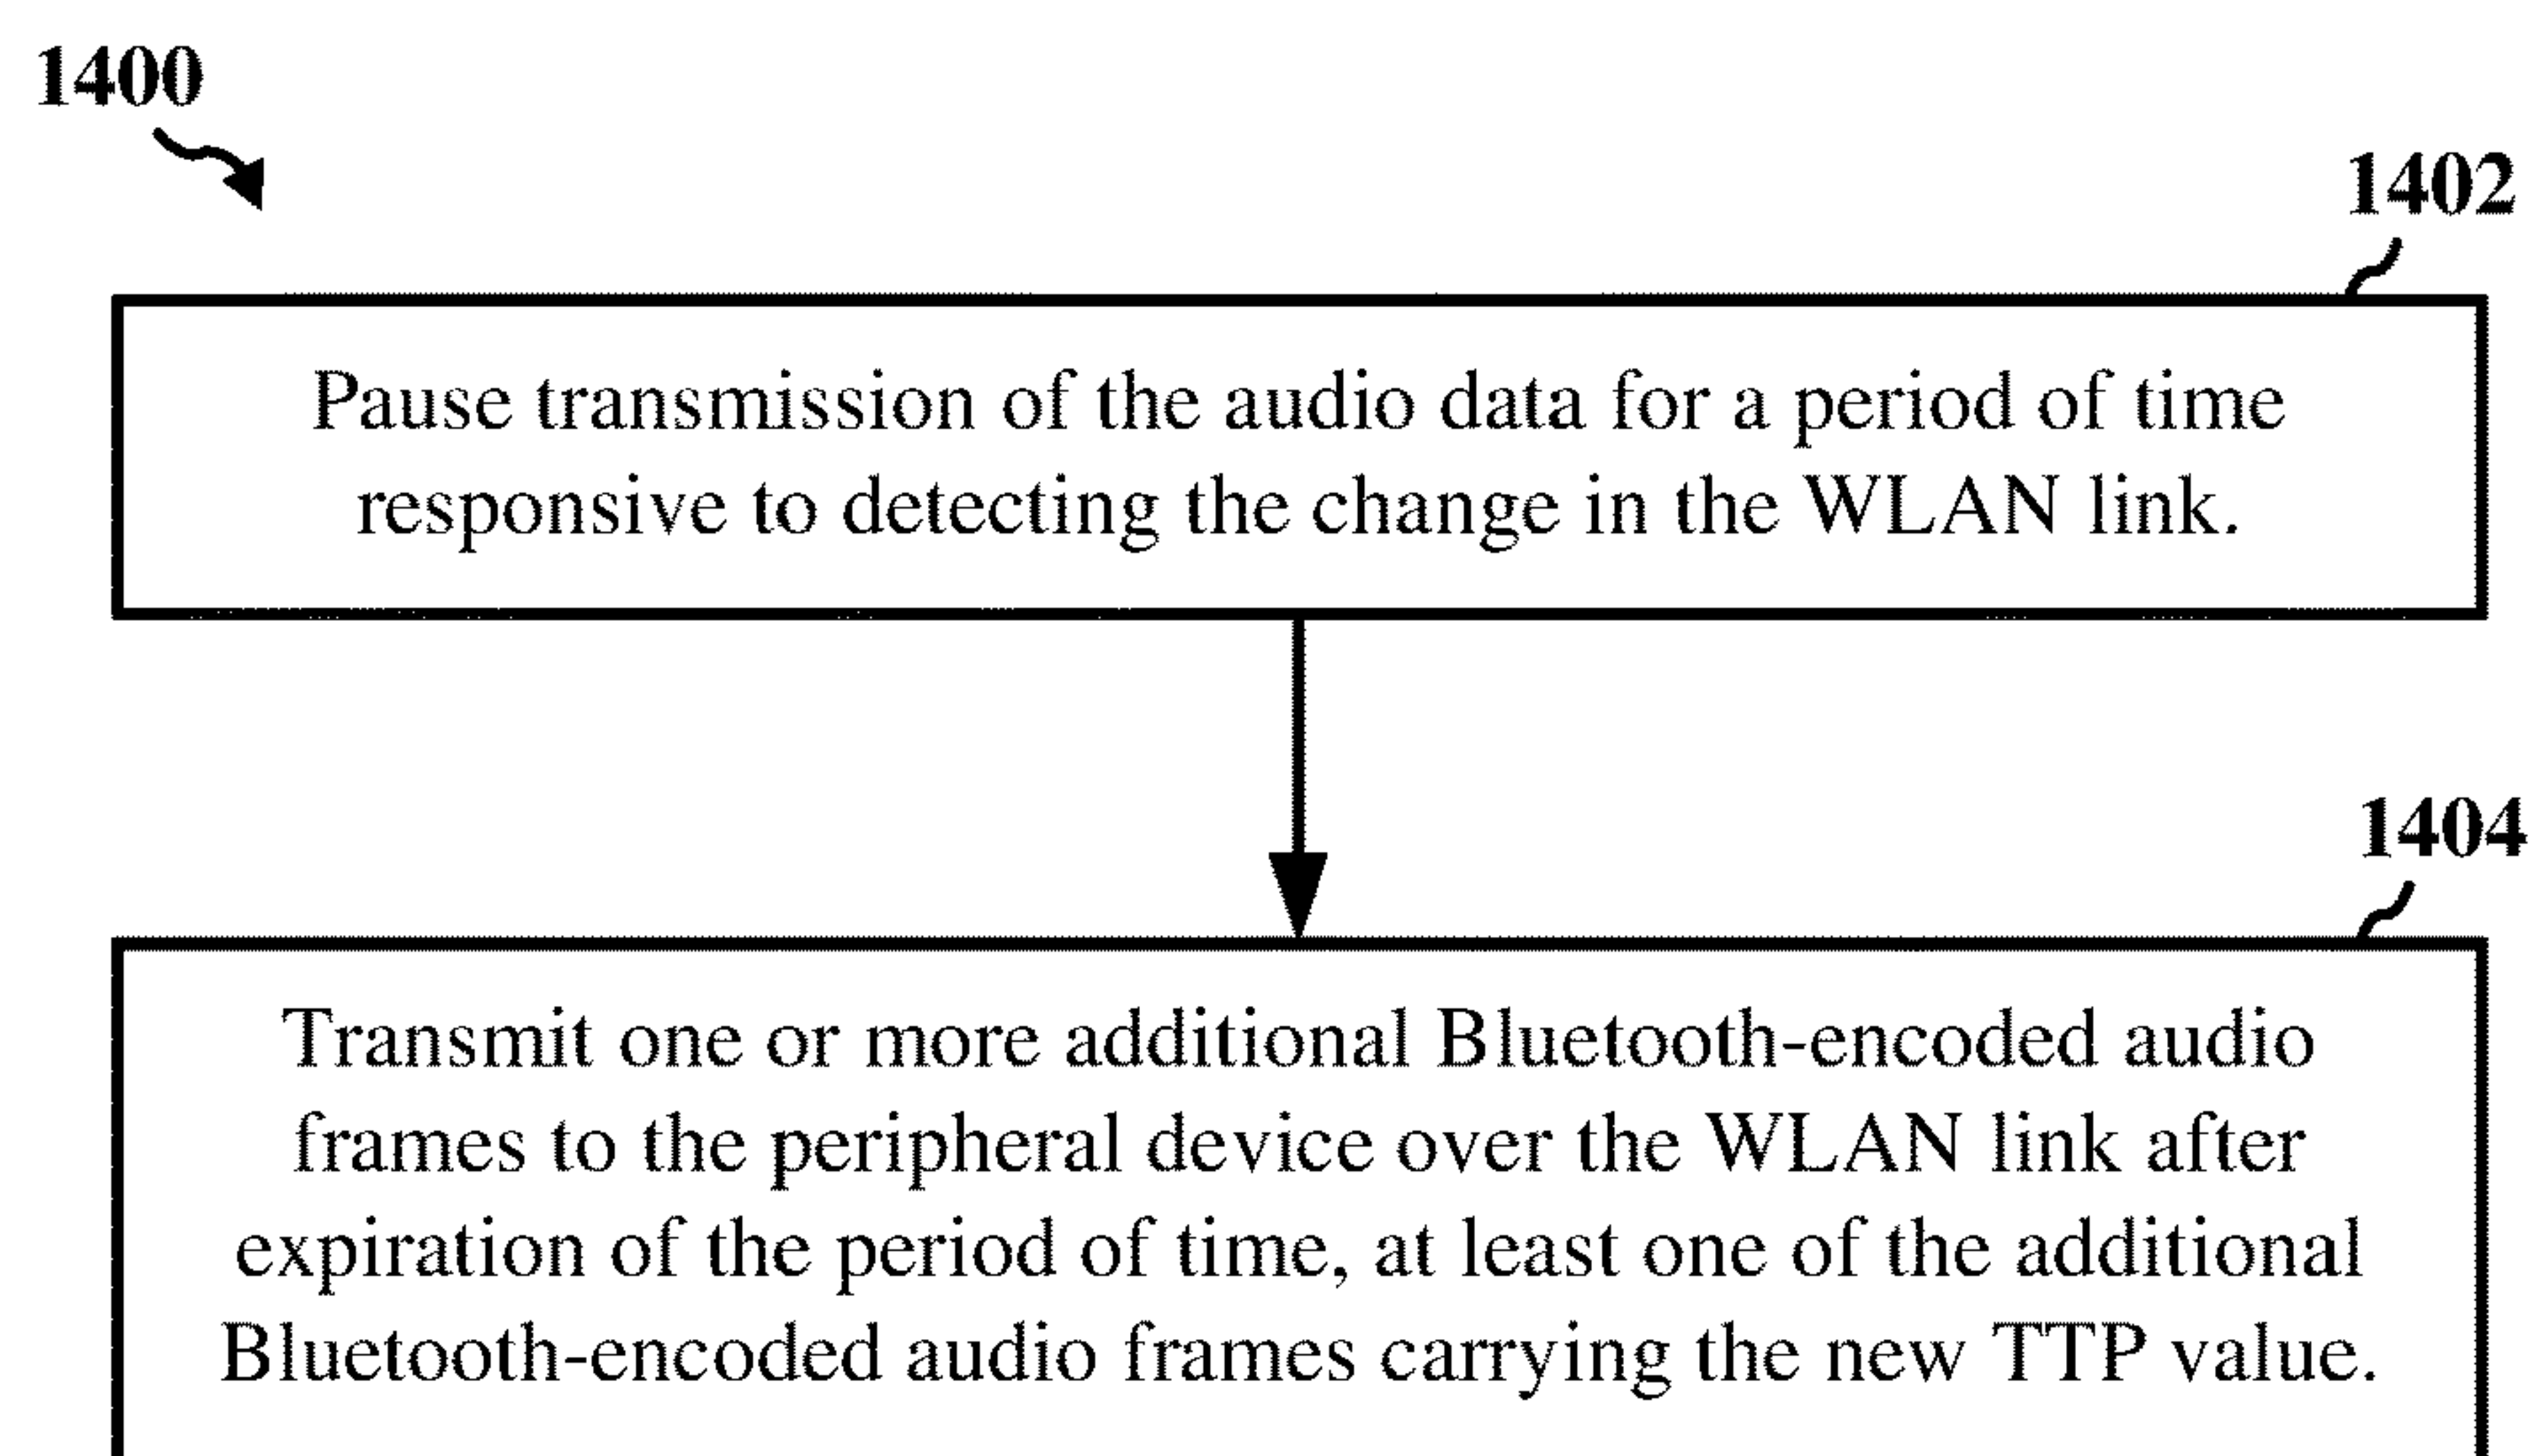 1400
1402
Pause transmission of the audio data for a period of time
responsive to detecting the change in the WLAN link.
1404
Transmit one or more additional Bluetooth-encoded audio
frames to the peripheral device over the WLAN link after
expiration of the period of time, at least one of the additional
Bluetooth-encoded audio frames carrying the new TTP value.